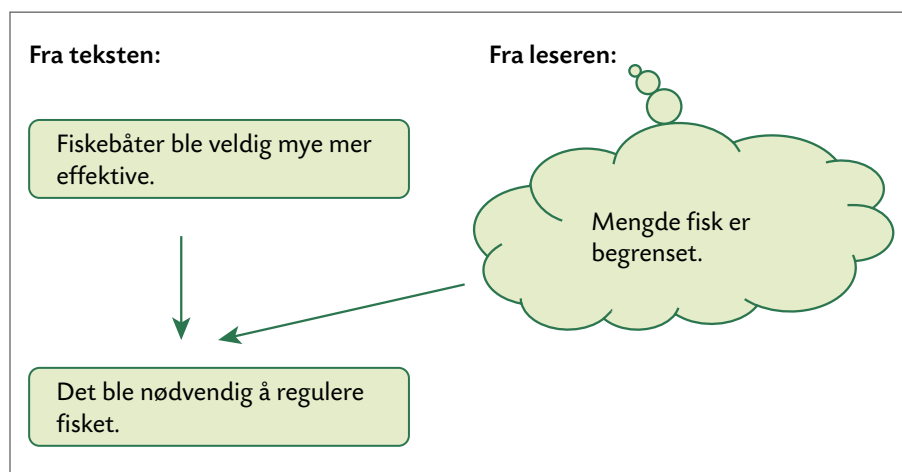 Fra teksten:
Fra leseren:
Fiskebåter ble veldig mye mer
effektive.
Mengde fisk er
begrenset.
Det ble nødvendig å regulere
fisket.